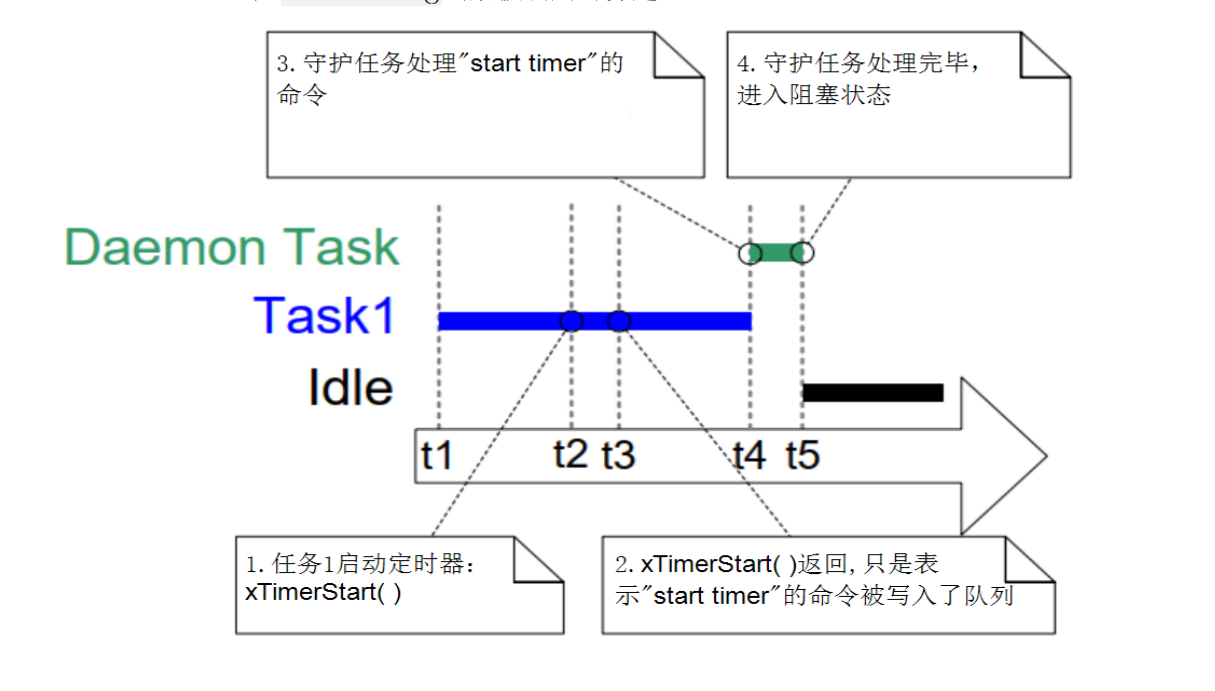 3. 守护任务处理"start timer"的
命令
4. 守护任务处理完毕，
进入阻塞状态
Daemon Task
Task1
Idle
t1 t2 t3 t4 t5
1. 任务1启动定时器：
xTimerStart( )
2. xTimerStart( )返回, 只是表
示"start timer"的命令被写入了队列